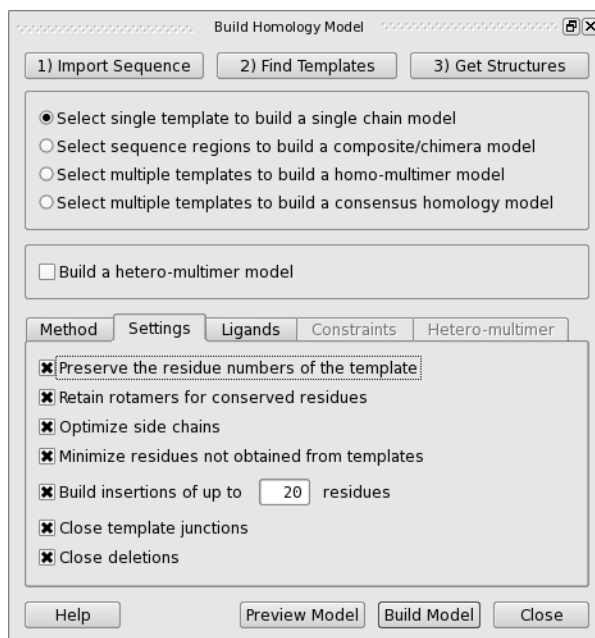 Build Homology Model
1) Import Sequence 2) Find Templates 3) Get Structures
Select single template to build a single chain model
Select sequence regions to build a composite/chimera model
Select multiple templates to build a homo-multimer model
Select multiple templates to build a consensus homology model
Build a hetero-multimer model
Method Settings Ligands Constraints Hetero-multimer
Preserve the residue numbers of the template
Retain rotamers for conserved residues
Optimize side chains
Minimize residues not obtained from templates
Build insertions of up to 20 residues
Close template junctions
Close deletions
Help Preview Model Build Model Close